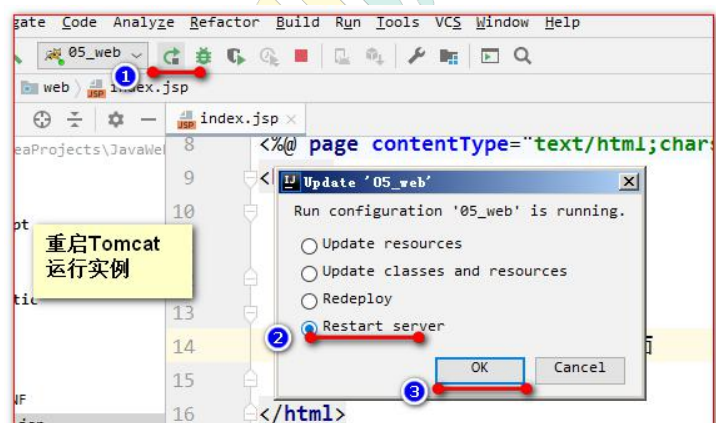 gate Code Analyze Refactor Build Run Tools VCS Window Help
05_web
1
web index.jsp
index.jsp
eaProjects\JavaWe
8 <%@ page contentType="text/html;chars
9 <
Update '05_web'
10
Run configuration '05_web' is running.
pt
重启Tomcat
运行实例
Update resources
Update classes and resources
tic
Redeploy
13
Restart server
2
14
OK Cancel
15
3
NF
16 </html>